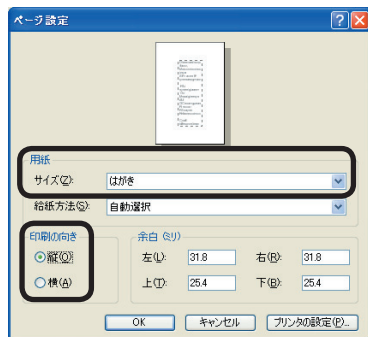 ページ設定
用紙
サイズ(Z): はがき
給紙方法(S): 自動選択
印刷の向き
縦(O)
横(A)
余白 (ミリ)
左(L): 31.8 右(R): 31.8
上(T): 25.4 下(B): 25.4
OK キャンセル プリンタの設定(P)...